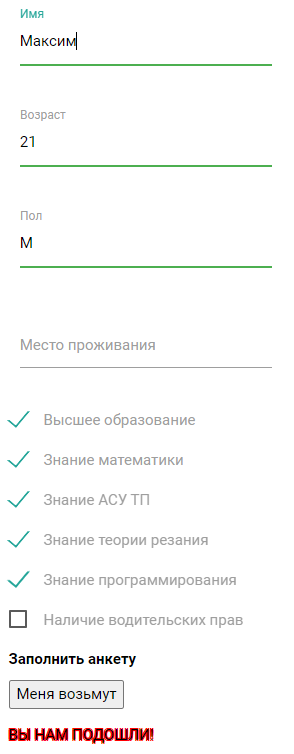 Имя
Максим
Возраст
21
Пол
М
Место проживания
Высшее образование
Знание математики
Знание АСУ ТП
Знание теории резания
Знание программирования
Наличие водительских прав
Заполнить анкету
Меня возьмут
ВЫ НАМ ПОДОШЛИ!